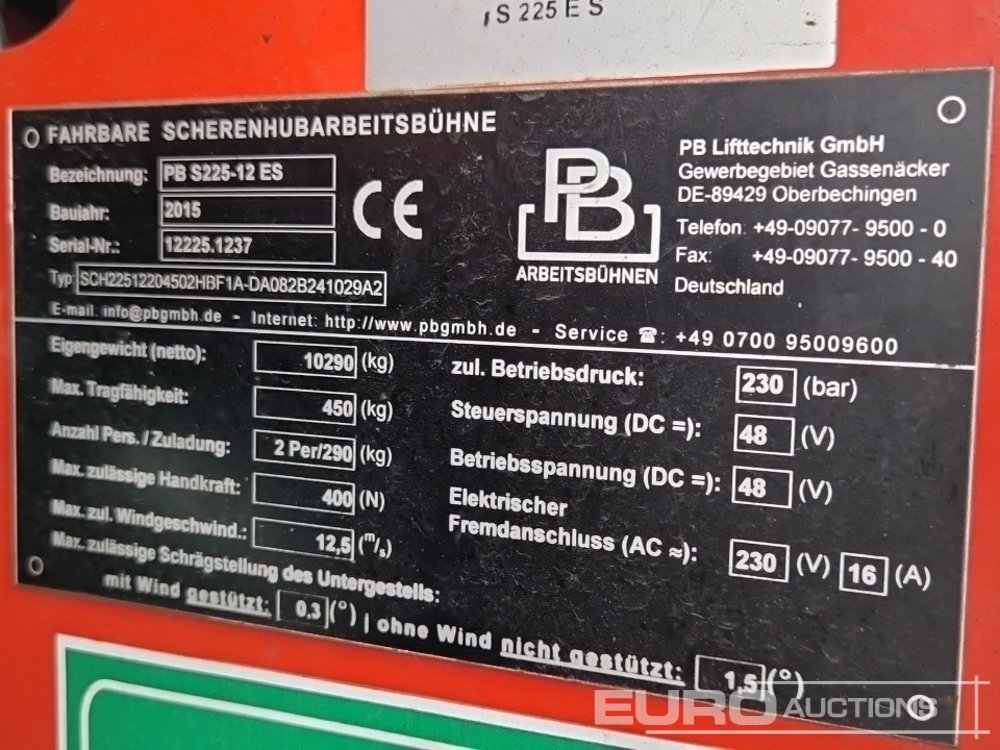 S 225 E S
FAHRBARE SCHERENHUBARBEITSBÜHNE
Bezeichnung: PB S225-12 ES
Baujahr: 2015
Serial-Nr.: 12225.1237
Typ: SCH22512204502HBF1A-DA082B241029A2
CE
PB
ARBEITSBÜHNEN
PB Lifttechnik GmbH
Gewerbegebiet Gassenäcker
DE-89429 Oberbechingen
Telefon: +49-09077- 9500 - 0
Fax: +49-09077- 9500 - 40
Deutschland
E-mail: info@pbgmbh.de - Internet: http://www.pbgmbh.de - Service ☎: +49 0700 95009600
Eigengewicht (netto): 10290 (kg)
Max. Tragfähigkeit: 450 (kg)
Anzahl Pers. / Zuladung: 2 Per/290 (kg)
Max. zulässige Handkraft: 400 (N)
Max. zul. Windgeschwind.: 12,5 (m/s)
Max. zulässige Schrägstellung des Untergestells:
mit Wind gestützt: 0.3 (°) | ohne Wind nicht gestützt: 1,5 (°)
zul. Betriebsdruck: 230 (bar)
Steuerspannung (DC =): 48 (V)
Betriebsspannung (DC =): 48 (V)
Elektrischer
Fremdanschluss (AC ≈): 230 (V) 16 (A)
EURO AUCTIONS